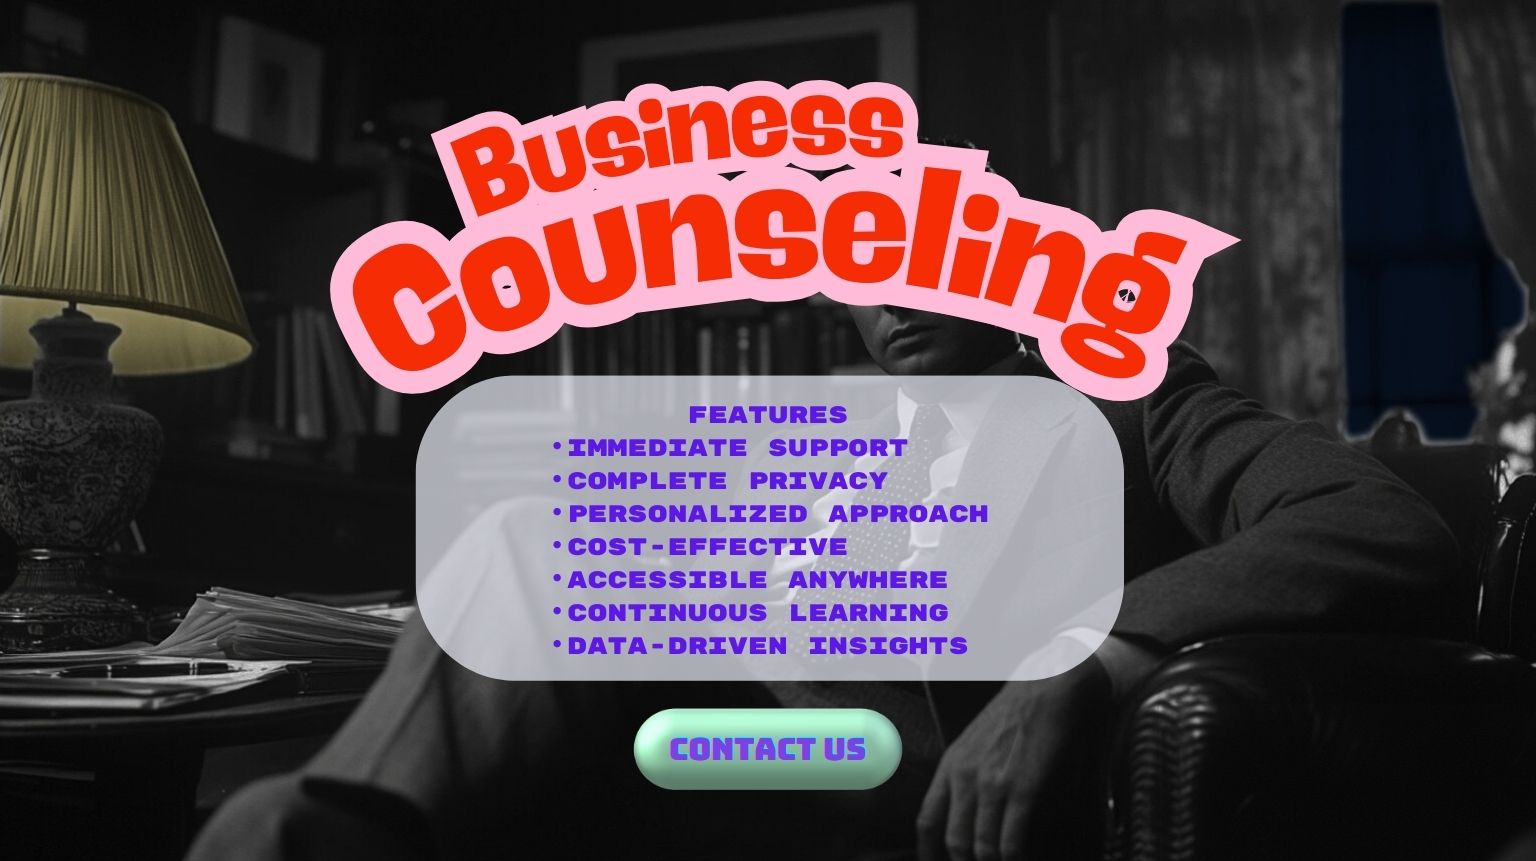 Business
Counseling
FEATURES
•IMMEDIATE SUPPORT
•COMPLETE PRIVACY
•PERSONALIZED APPROACH
•COST-EFFECTIVE
•ACCESSIBLE ANYWHERE
•CONTINUOUS LEARNING
•DATA-DRIVEN INSIGHTS
CONTACT US